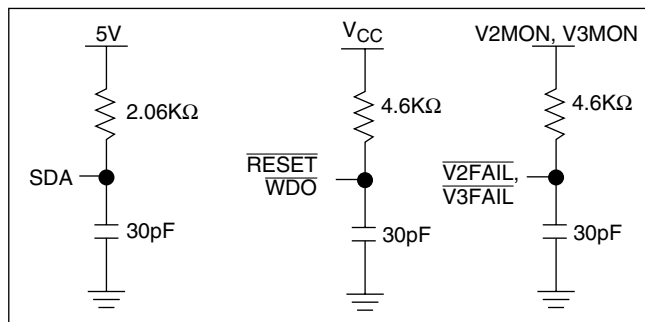 5V
2.06KΩ
SDA
30pF
VCC
4.6KΩ
RESET
WDO
30pF
V2MON, V3MON
4.6KΩ
V2FAIL,
V3FAIL
30pF